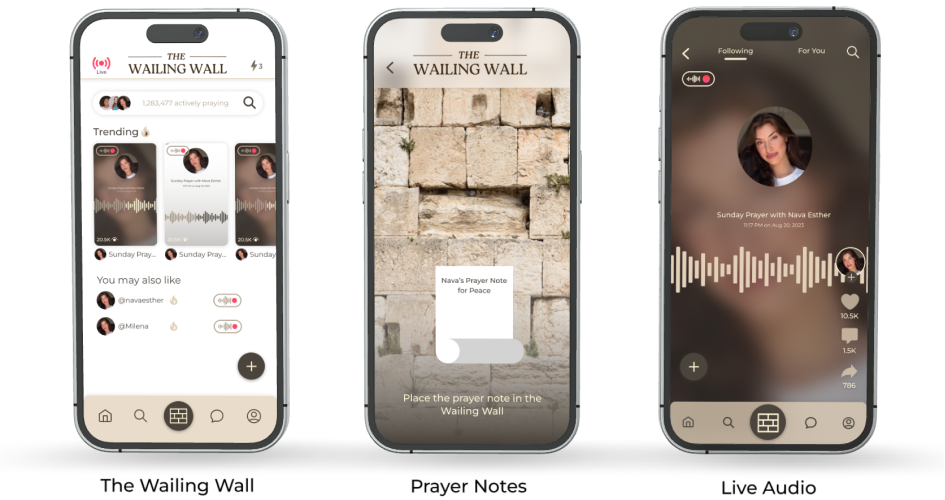 Live
THE
WAILING WALL
3
1,283,477 actively praying
Trending
Sunday Prayer with Nava Esther
20.5K
20.5K
Sunday Pray...
Sunday Pray...
Sunday
You may also like
@navaesther
@Milena
The Wailing Wall
THE
WAILING WALL
Nava's Prayer Note
for Peace
Place the prayer note in the
Wailing Wall
Prayer Notes
Following
For You
Sunday Prayer with Nava Esther
11:17 PM on Aug 20, 2023
10.5K
1.5K
786
Live Audio